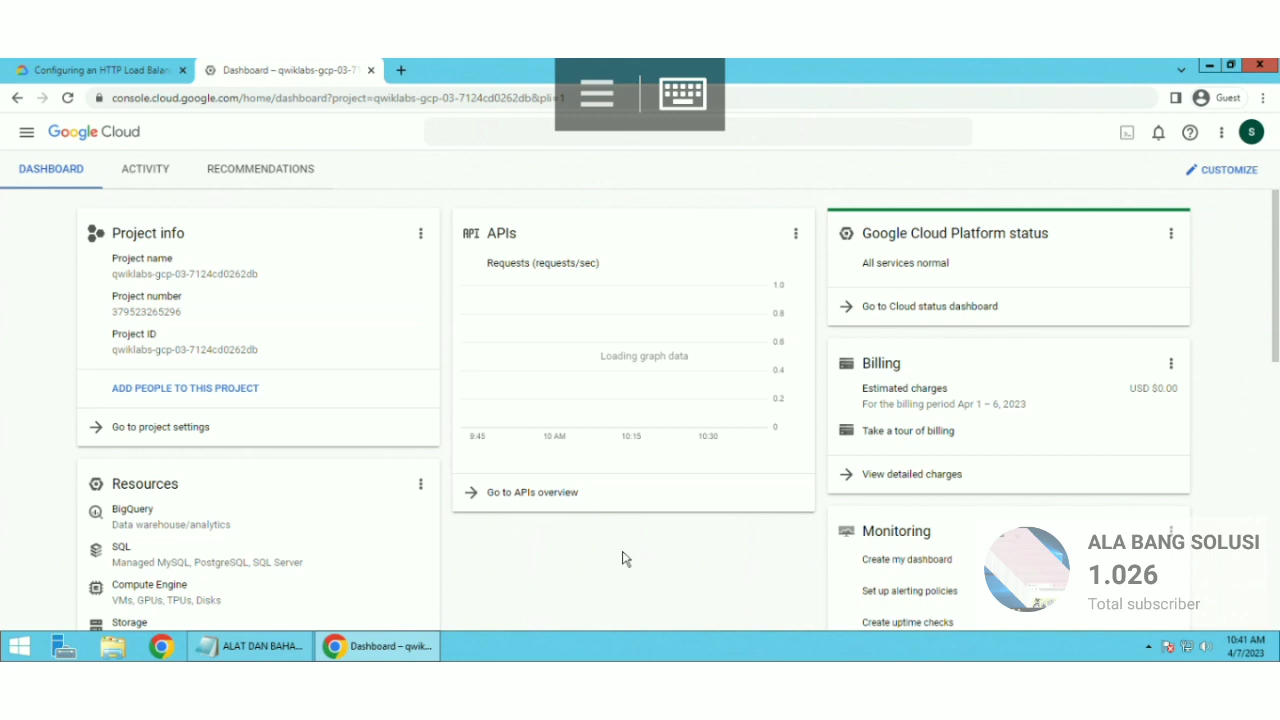 Configuring an HTTP Load Balan
Dashboard – qwiklabs-gcp-03-7
console.cloud.google.com/home/dashboard?project=qwiklabs-gcp-03-7124cd0262db&pli=1
Guest
Google Cloud
S
DASHBOARD
ACTIVITY
RECOMMENDATIONS
CUSTOMIZE
Project info
Project name
qwiklabs-gcp-03-7124cd0262db
Project number
379523265296
Project ID
qwiklabs-gcp-03-7124cd0262db
ADD PEOPLE TO THIS PROJECT
Go to project settings
Resources
BigQuery
Data warehouse/analytics
SQL
Managed MySQL, PostgreSQL, SQL Server
Compute Engine
VMs, GPUs, TPUs, Disks
Storage
API APIs
Requests (requests/sec)
1.0
0.8
0.6
Loading graph data
0.4
0.2
0
9:45 10 AM 10:15 10:30
Go to APIs overview
Google Cloud Platform status
All services normal
Go to Cloud status dashboard
Billing
Estimated charges USD $0.00
For the billing period Apr 1 – 6, 2023
Take a tour of billing
View detailed charges
Monitoring
Create my dashboard
Set up alerting policies
Create uptime checks
ALA BANG SOLUSI
1.026
Total subscriber
ALAT DAN BAHA...
Dashboard – qwik...
10:41 AM
4/7/2023